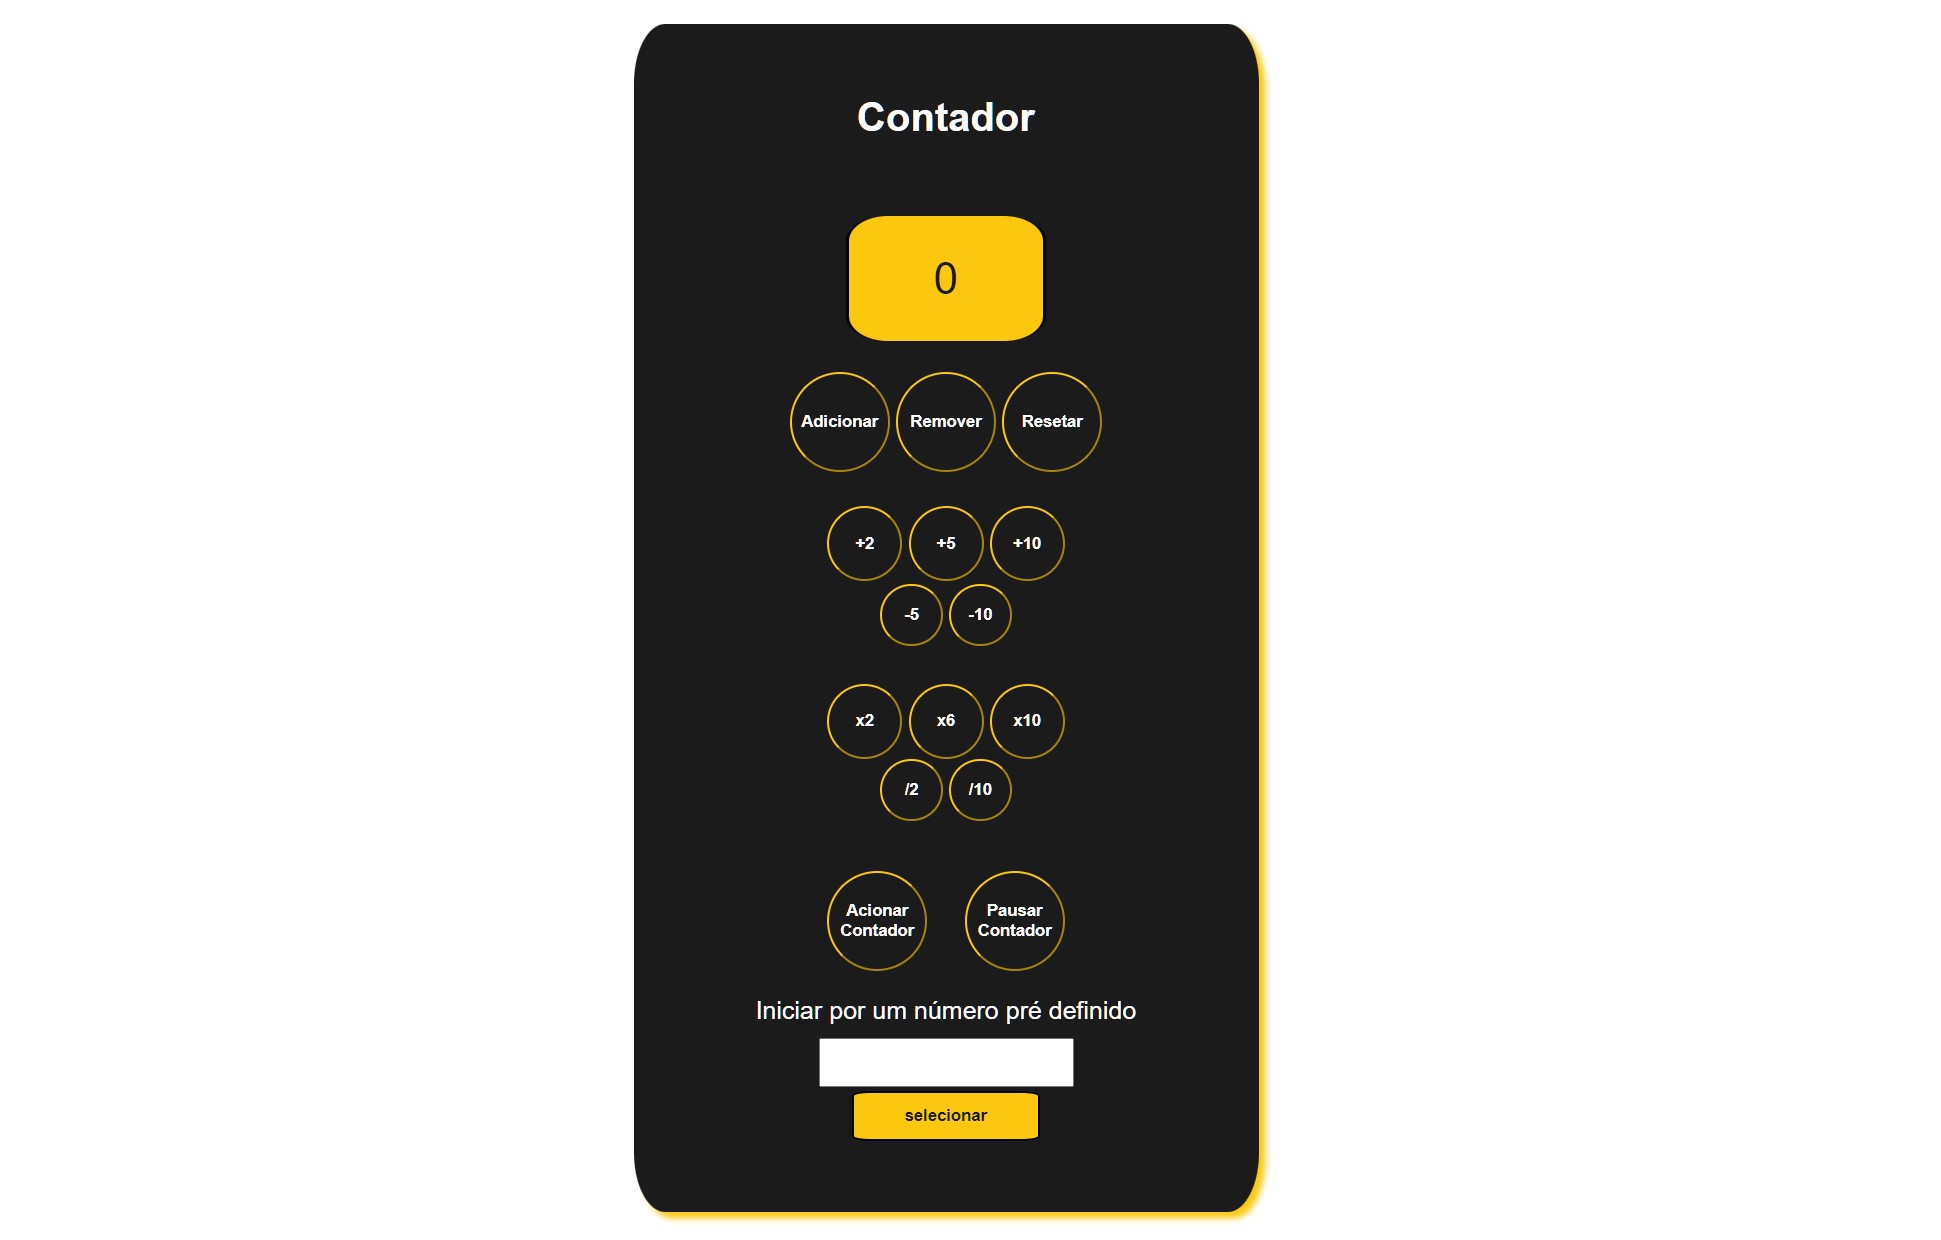 Contador
0
Adicionar Remover Resetar
+2 +5 +10
-5 -10
x2 x6 x10
/2 /10
Acionar Contador
Pausar Contador
Iniciar por um número pré definido
selecionar